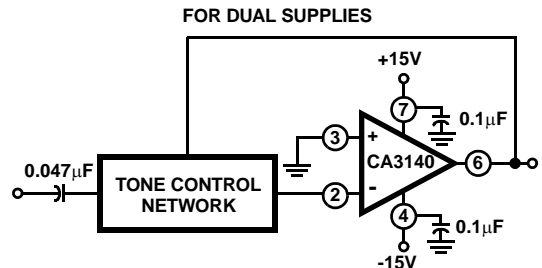 FOR DUAL SUPPLIES
+15V
7
0.1μF
3
+
CA3140
6
0.047μF
TONE CONTROL
NETWORK
2
-
4
0.1μF
-15V